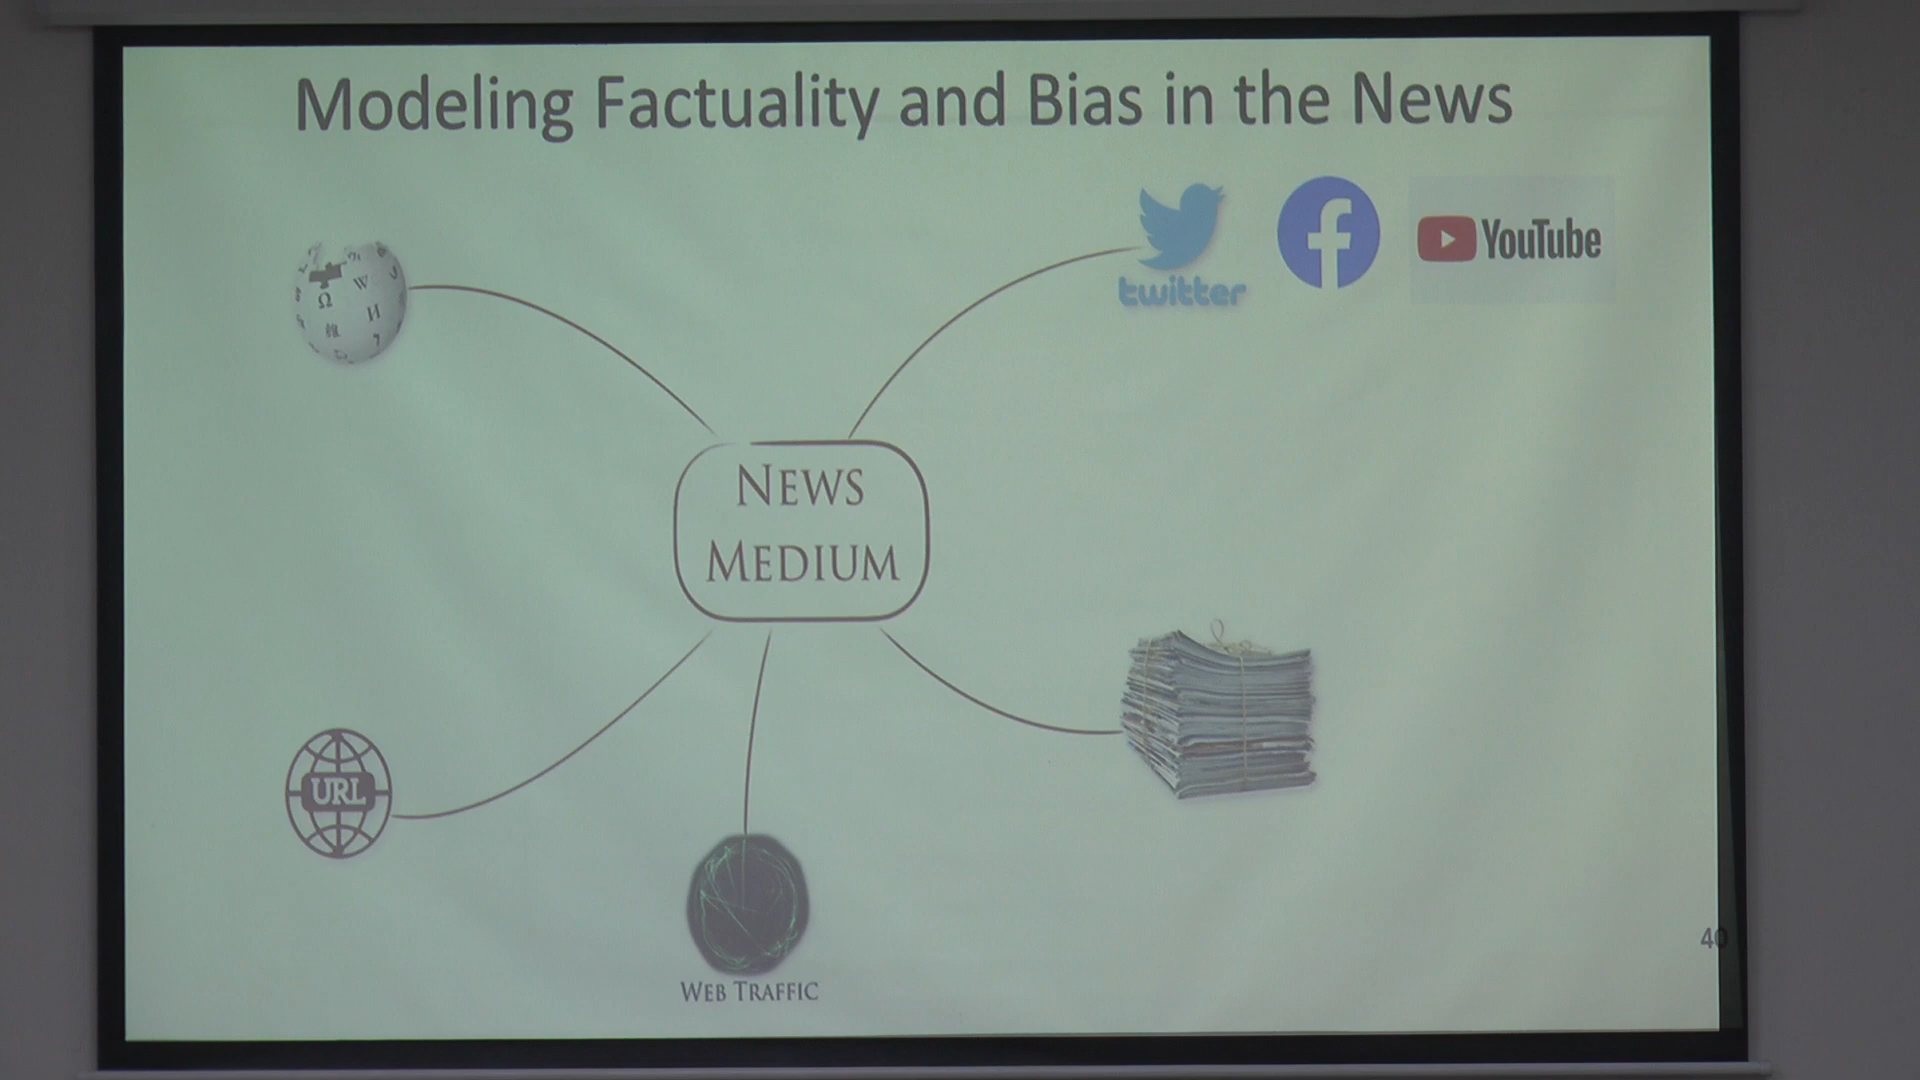 Modeling Factuality and Bias in the News
twitter
YouTube
NEWS
MEDIUM
URL
WEB TRAFFIC
40